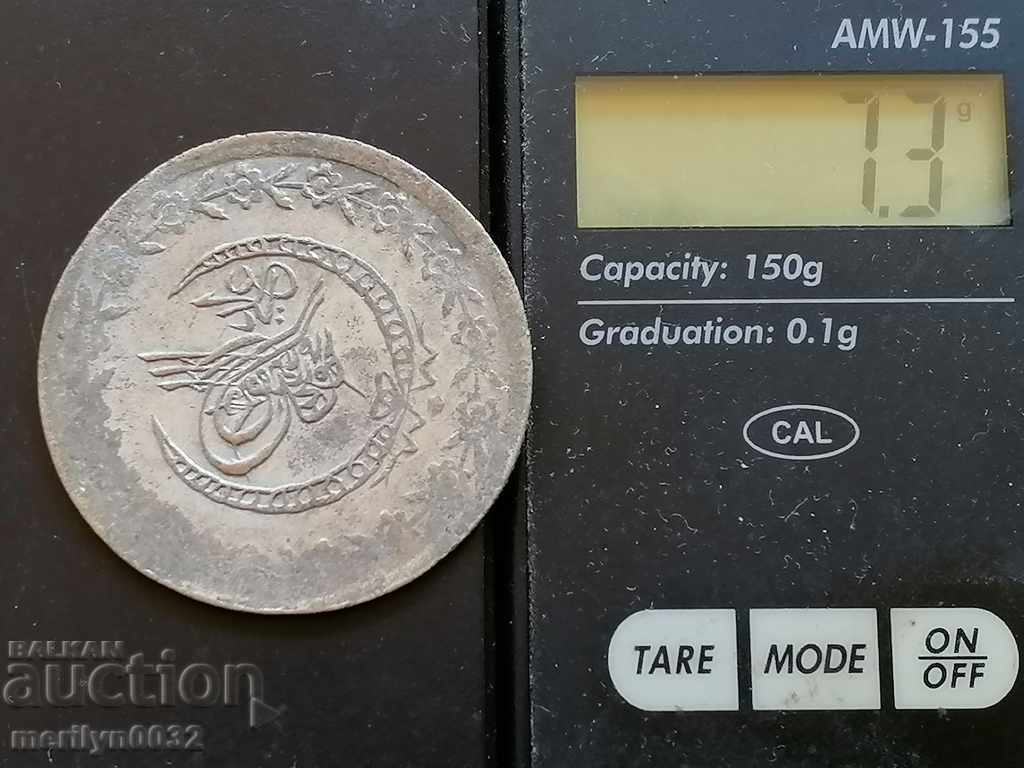 AMW-155
7.3 g
Capacity: 150g
Graduation: 0.1g
CAL
TARE
MODE
ON
OFF
BALKAN
auction
merilyn0032